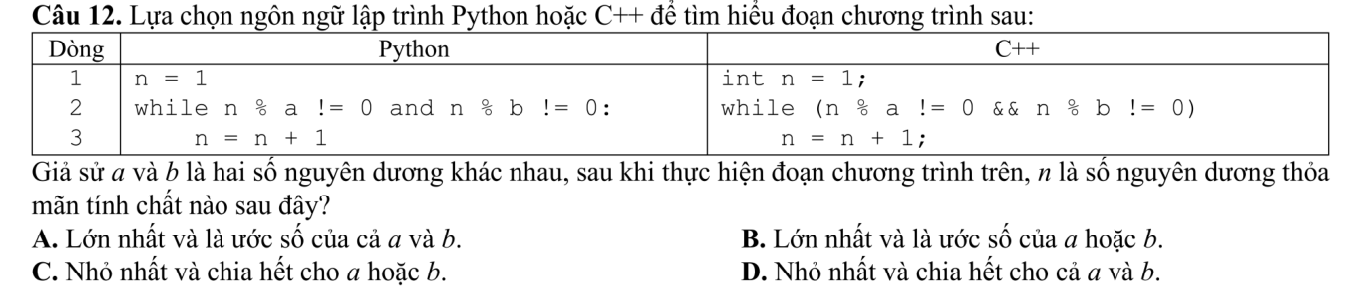 Câu 12. Lựa chọn ngôn ngữ lập trình Python hoặc C++ để tìm hiểu đoạn chương trình sau:
Dòng Python C++
1 n = 1 int n = 1;
2 while n % a != 0 and n % b != 0: while (n % a != 0 && n % b != 0)
3 n = n + 1 n = n + 1;
Giả sử a và b là hai số nguyên dương khác nhau, sau khi thực hiện đoạn chương trình trên, n là số nguyên dương thỏa
mãn tính chất nào sau đây?
A. Lớn nhất và là ước số của cả a và b. B. Lớn nhất và là ước số của a hoặc b.
C. Nhỏ nhất và chia hết cho a hoặc b. D. Nhỏ nhất và chia hết cho cả a và b.